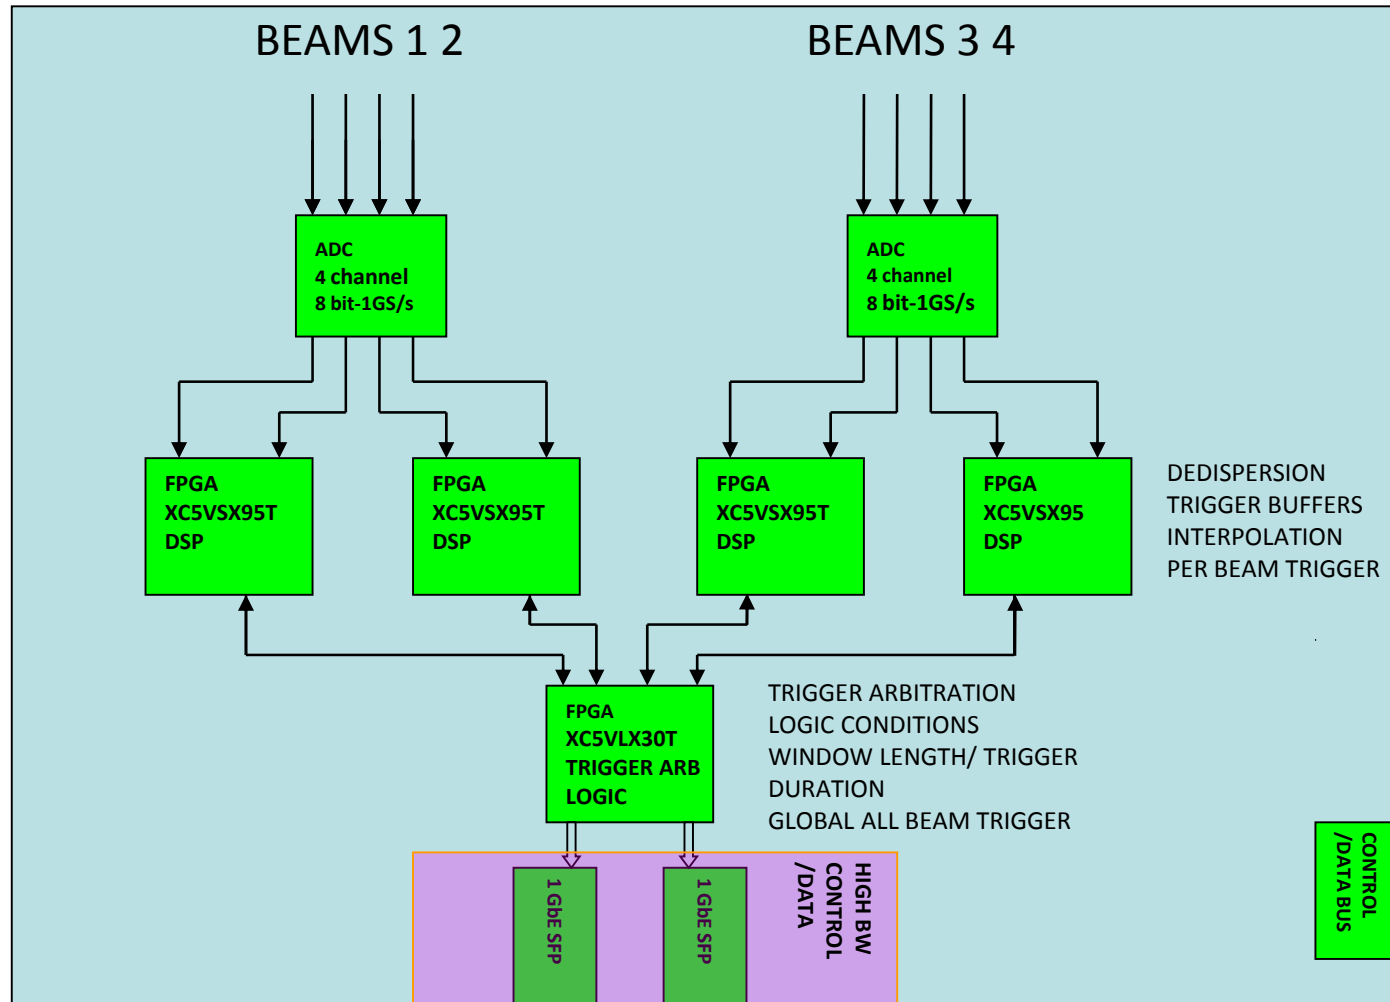 BEAMS 1 2
BEAMS 3 4
ADC
4 channel
8 bit-1GS/s
ADC
4 channel
8 bit-1GS/s
FPGA
XC5VSX95T
DSP
FPGA
XC5VSX95T
DSP
FPGA
XC5VSX95T
DSP
FPGA
XC5VSX95
DSP
DEDISPERSION
TRIGGER BUFFERS
INTERPOLATION
PER BEAM TRIGGER
FPGA
XC5VLX30T
TRIGGER ARB
LOGIC
TRIGGER ARBITRATION
LOGIC CONDITIONS
WINDOW LENGTH/ TRIGGER
DURATION
GLOBAL ALL BEAM TRIGGER
1 GbE SFP
1 GbE SFP
HIGH BW
CONTROL
/DATA
CONTROL
/DATA BUS